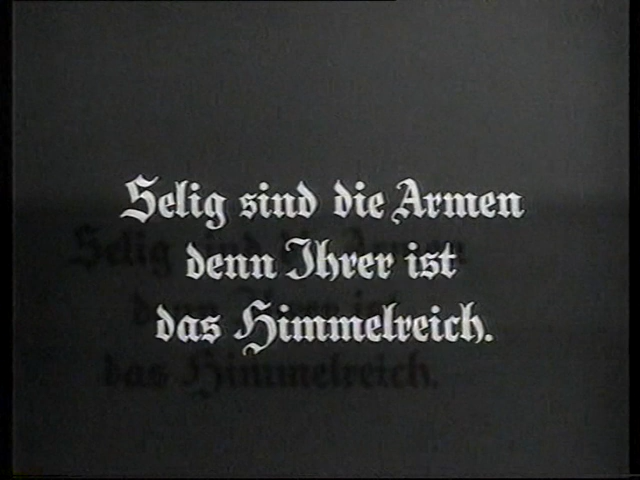 Selig sind die Armen
denn Ihrer ist
das Himmelreich.